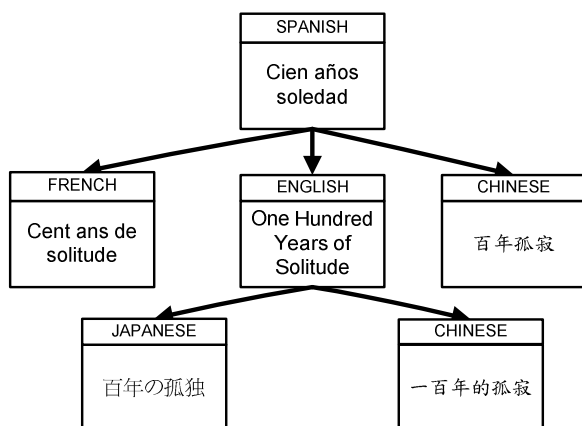 SPANISH
Cien años
soledad
FRENCH
Cent ans de
solitude
ENGLISH
One Hundred
Years of
Solitude
CHINESE
百年孤寂
JAPANESE
百年の孤独
CHINESE
一百年的孤寂